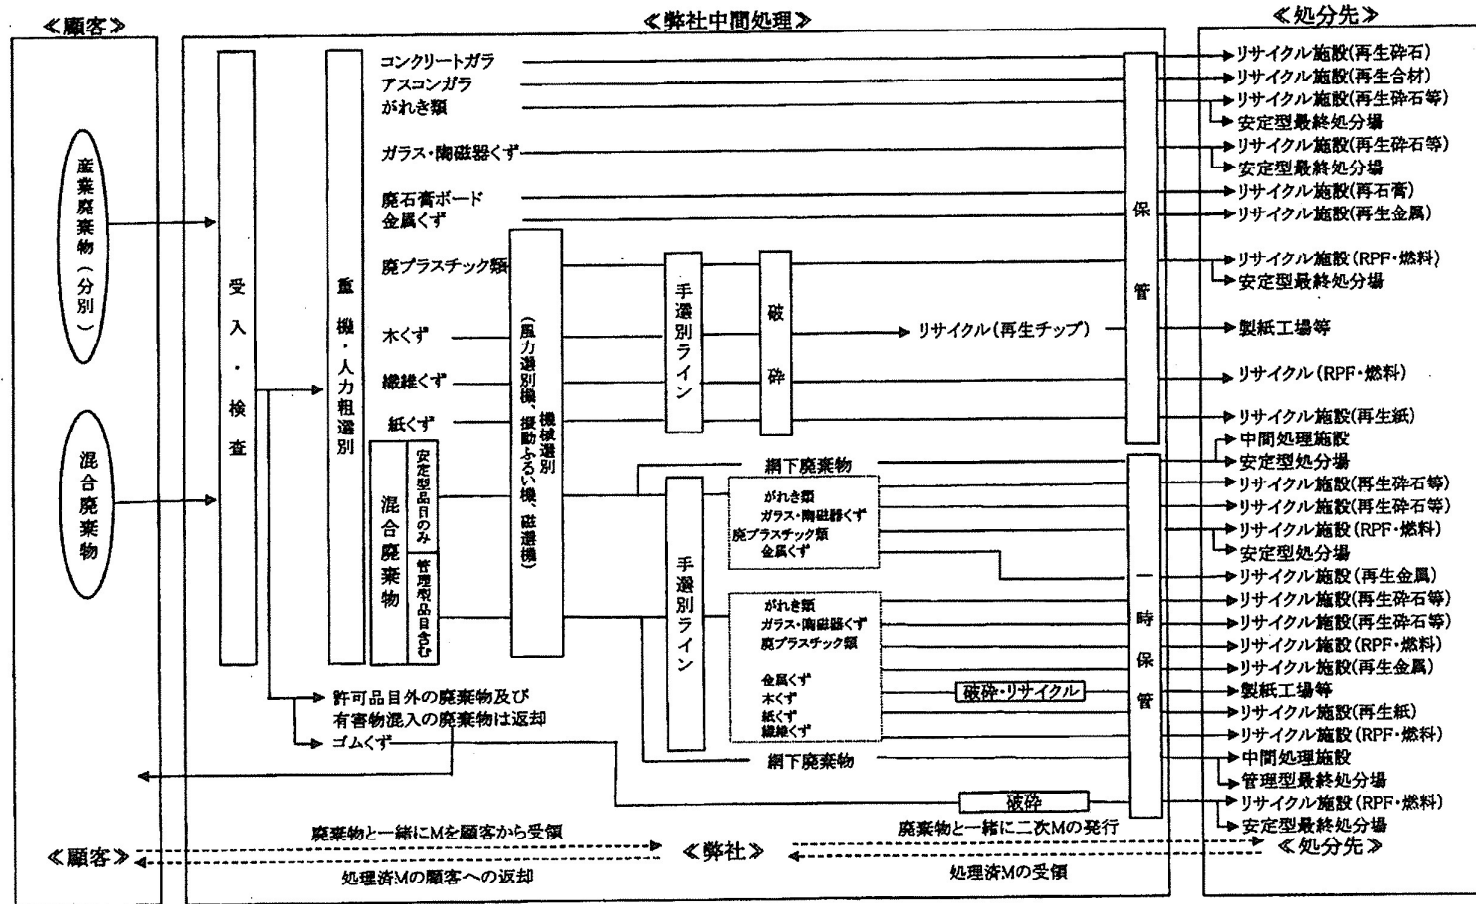 ≪顧客≫
≪弊社中間処理≫
≪処分先≫
産業廃棄物(分別)
混合廃棄物
受入・検査
重機・人力粗選別
コンクリートガラ
アスコンガラ
がれき類
ガラス・陶磁器くず
廃石膏ボード
金属くず
廃プラスチック類
木くず
繊維くず
紙くず
混合廃棄物
安定型品目のみ
管理型品目含む
機械選別
(風力選別機、振動ふるい機、磁選機)
手選別ライン
破砕
リサイクル(再生チップ)
保管
手選別ライン
網下廃棄物
がれき類
ガラス・陶磁器くず
廃プラスチック類
金属くず
がれき類
ガラス・陶磁器くず
廃プラスチック類
金属くず
木くず
紙くず
繊維くず
網下廃棄物
破砕・リサイクル
破砕
一時保管
許可品目外の廃棄物及び
有害物混入の廃棄物は返却
ゴムくず
リサイクル施設(再生砕石)
リサイクル施設(再生合材)
リサイクル施設(再生砕石等)
安定型最終処分場
リサイクル施設(再生砕石等)
安定型最終処分場
リサイクル施設(再石膏)
リサイクル施設(再生金属)
リサイクル施設(RPF・燃料)
安定型最終処分場
製紙工場等
リサイクル(RPF・燃料)
リサイクル施設(再生紙)
中間処理施設
安定型処分場
リサイクル施設(再生砕石等)
リサイクル施設(再生砕石等)
リサイクル施設(RPF・燃料)
安定型処分場
リサイクル施設(再生金属)
リサイクル施設(再生砕石等)
リサイクル施設(再生砕石等)
リサイクル施設(RPF・燃料)
リサイクル施設(再生金属)
製紙工場等
リサイクル施設(再生紙)
リサイクル施設(RPF・燃料)
中間処理施設
管理型最終処分場
リサイクル施設(RPF・燃料)
安定型最終処分場
廃棄物と一緒にMを顧客から受領
廃棄物と一緒に二次Mの発行
≪顧客≫
≪弊社≫
≪処分先≫
処理済Mの顧客への返却
処理済Mの受領